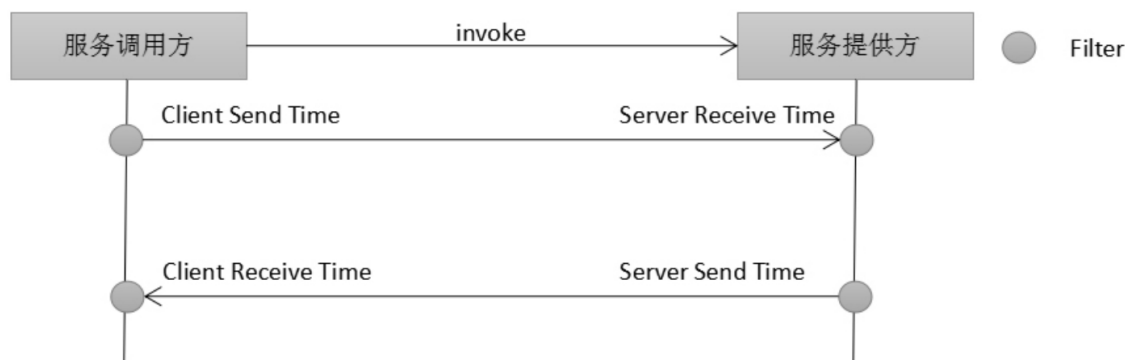 服务调用方
invoke
服务提供方
Filter
Client Send Time
Server Receive Time
Client Receive Time
Server Send Time